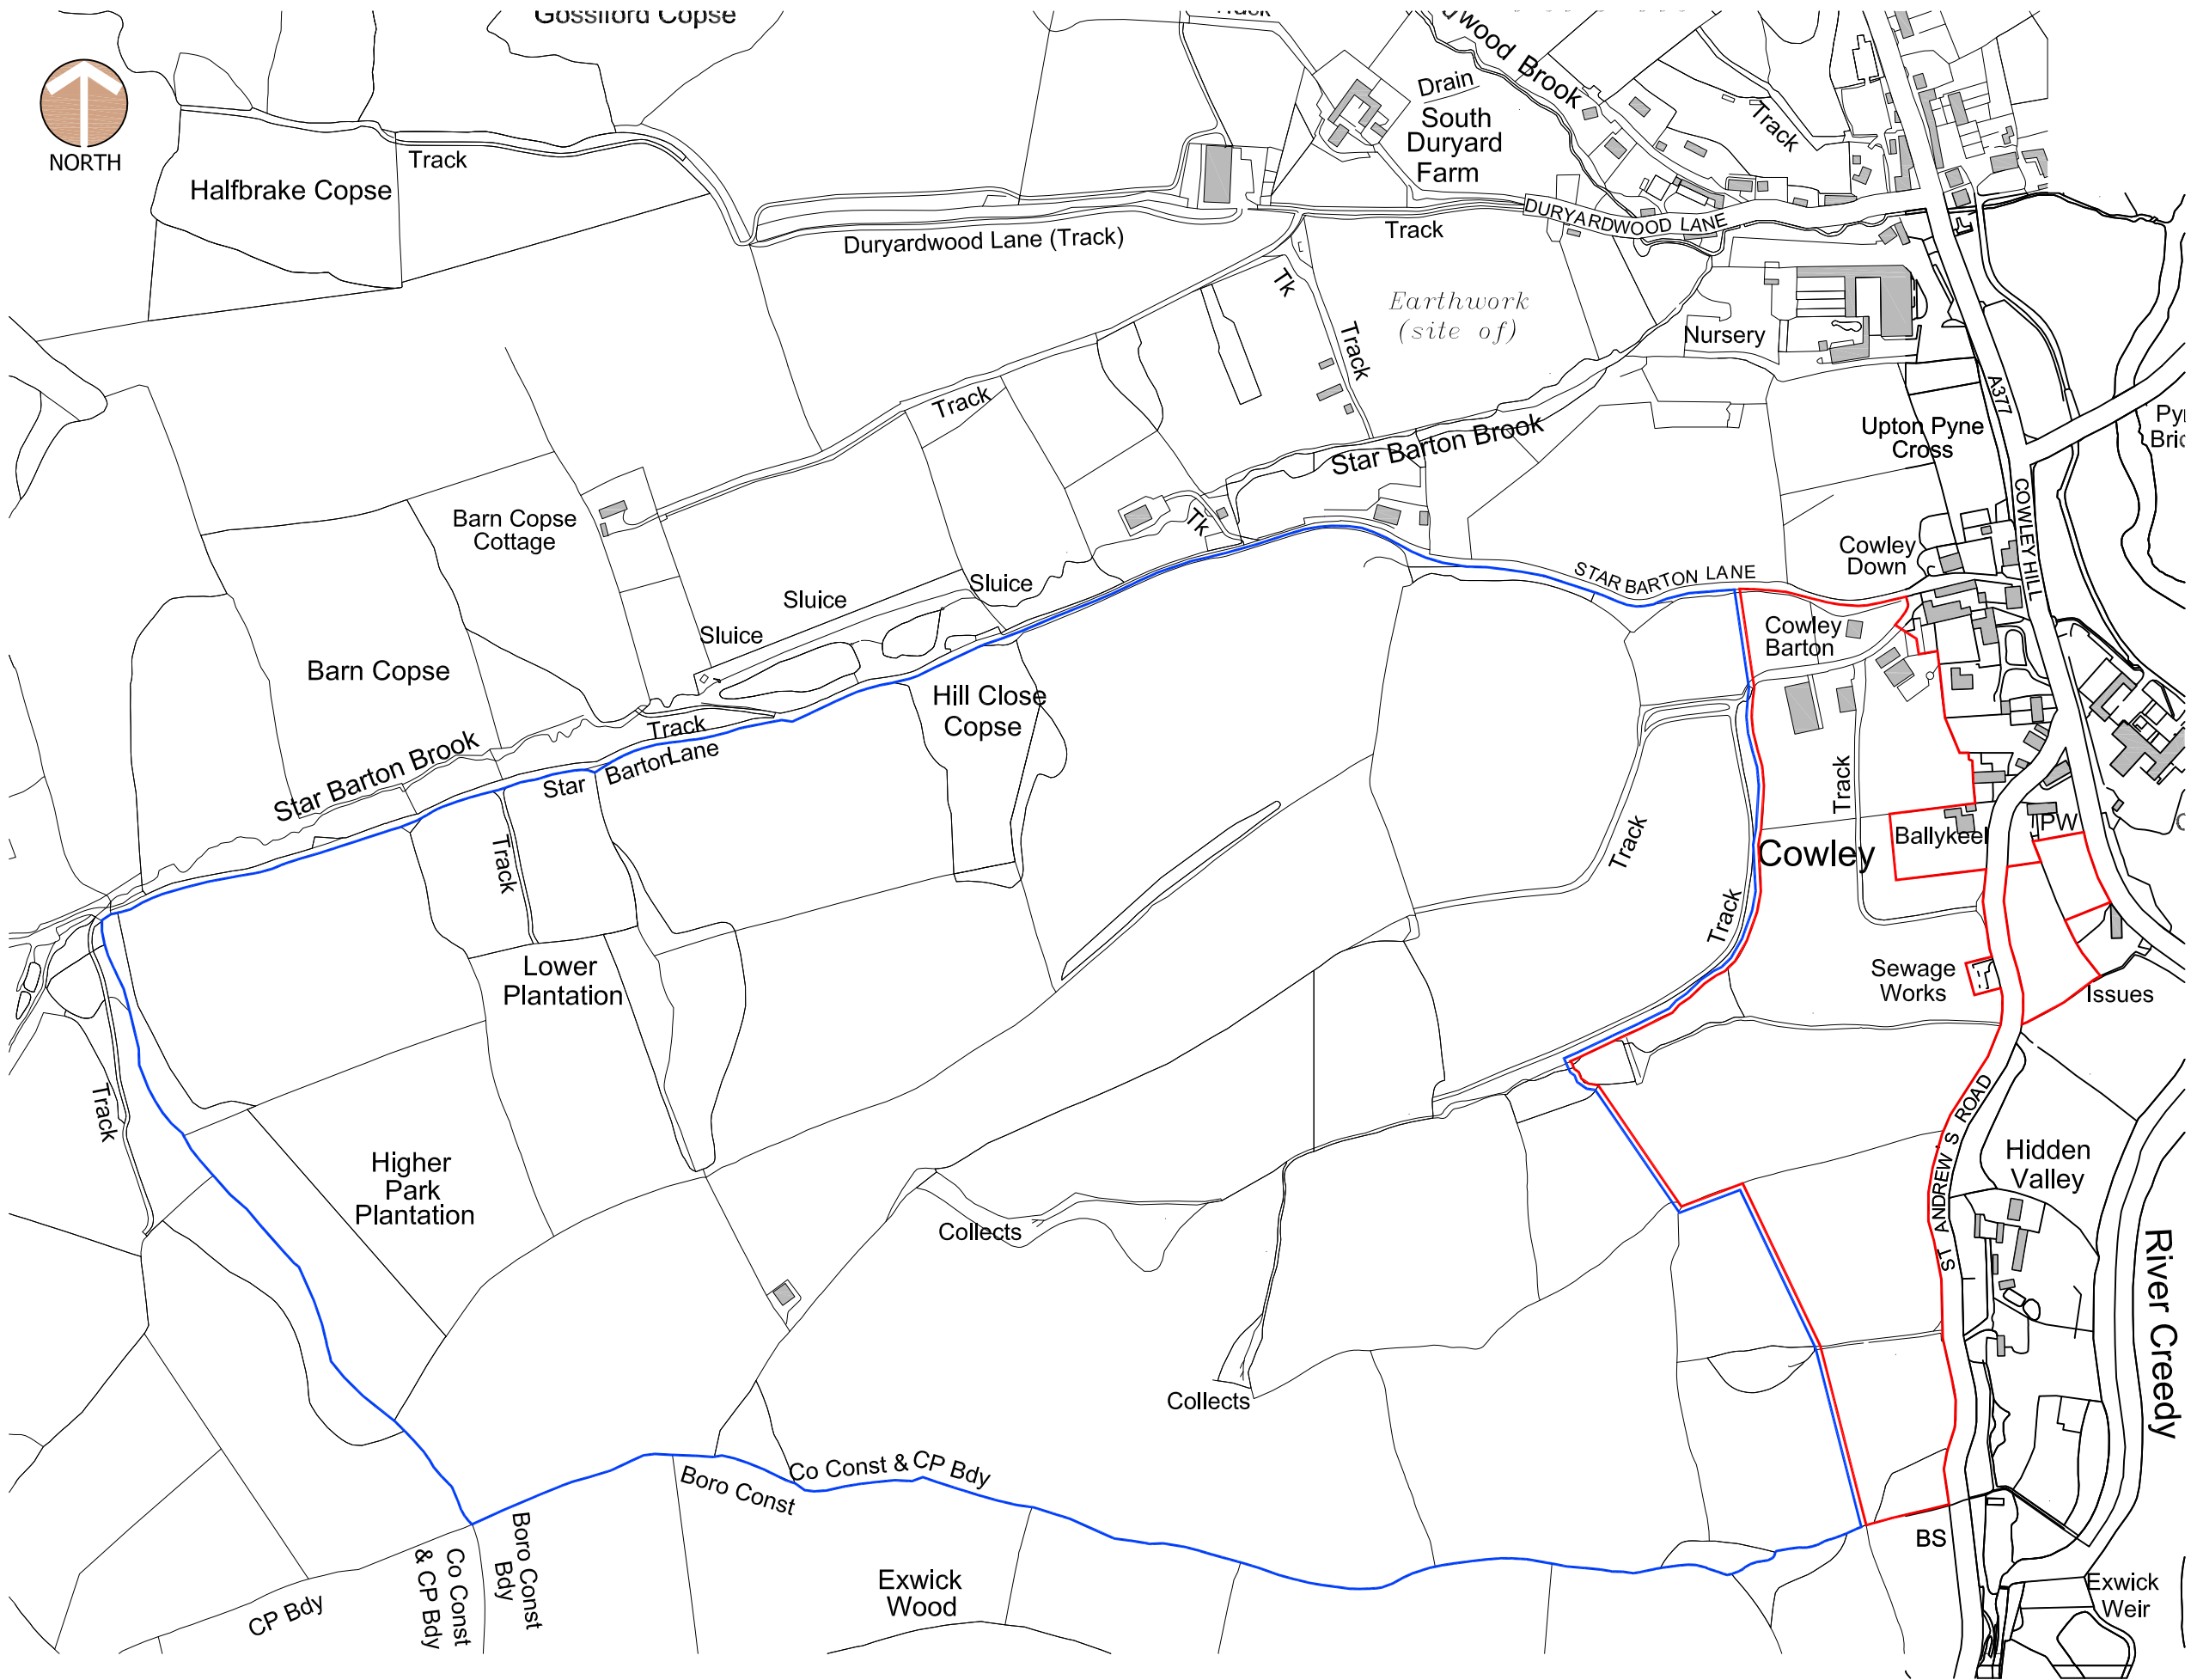 Gossiford Copse
Track
NORTH
Halfbrake Copse
Track
Duryardwood Lane (Track)
Drain
South
Duryard
Farm
wood Brook
Track
DURYARDWOOD LANE
Track
Tk
Track
Earthwork
(site of)
Nursery
A377
Upton Pyne
Cross
COWLEY HILL
Track
Star Barton Brook
Barn Copse
Cottage
Tk
Cowley
Down
STAR BARTON LANE
Sluice
Sluice
Sluice
Cowley
Barton
Barn Copse
Hill Close
Copse
Track
Star Barton Lane
Star Barton Brook
Track
Track
Track
Track
Cowley
Ballykeel
PW
Lower
Plantation
Sewage
Works
Issues
Track
Higher
Park
Plantation
Collects
Collects
ST ANDREW'S ROAD
Hidden
Valley
River Creedy
Co Const & CP Bdy
Boro Const
Boro Const
Bdy
Co Const
& CP Bdy
CP Bdy
Exwick
Wood
BS
Exwick
Weir